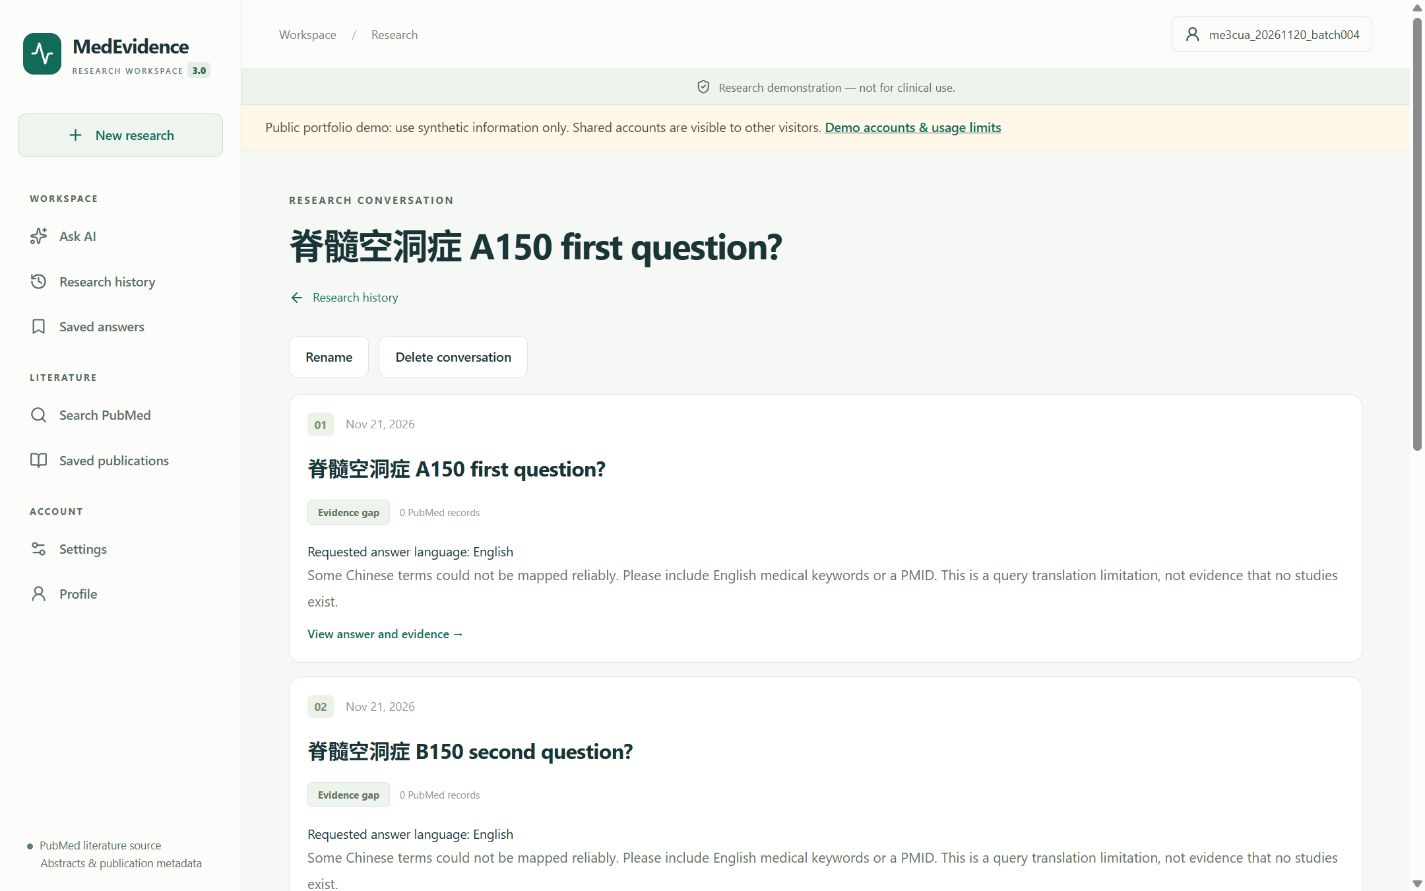 MedEvidence
RESEARCH WORKSPACE 3.0
New research
WORKSPACE
Ask AI
Research history
Saved answers
LITERATURE
Search PubMed
Saved publications
ACCOUNT
Settings
Profile
PubMed literature source
Abstracts & publication metadata
Workspace / Research
me3cua_20261120_batch004
Research demonstration — not for clinical use.
Public portfolio demo: use synthetic information only. Shared accounts are visible to other visitors. Demo accounts & usage limits
RESEARCH CONVERSATION
脊髓空洞症 A150 first question?
← Research history
Rename
Delete conversation
01 Nov 21, 2026
脊髓空洞症 A150 first question?
Evidence gap 0 PubMed records
Requested answer language: English
Some Chinese terms could not be mapped reliably. Please include English medical keywords or a PMID. This is a query translation limitation, not evidence that no studies
exist.
View answer and evidence →
02 Nov 21, 2026
脊髓空洞症 B150 second question?
Evidence gap 0 PubMed records
Requested answer language: English
Some Chinese terms could not be mapped reliably. Please include English medical keywords or a PMID. This is a query translation limitation, not evidence that no studies
exist.